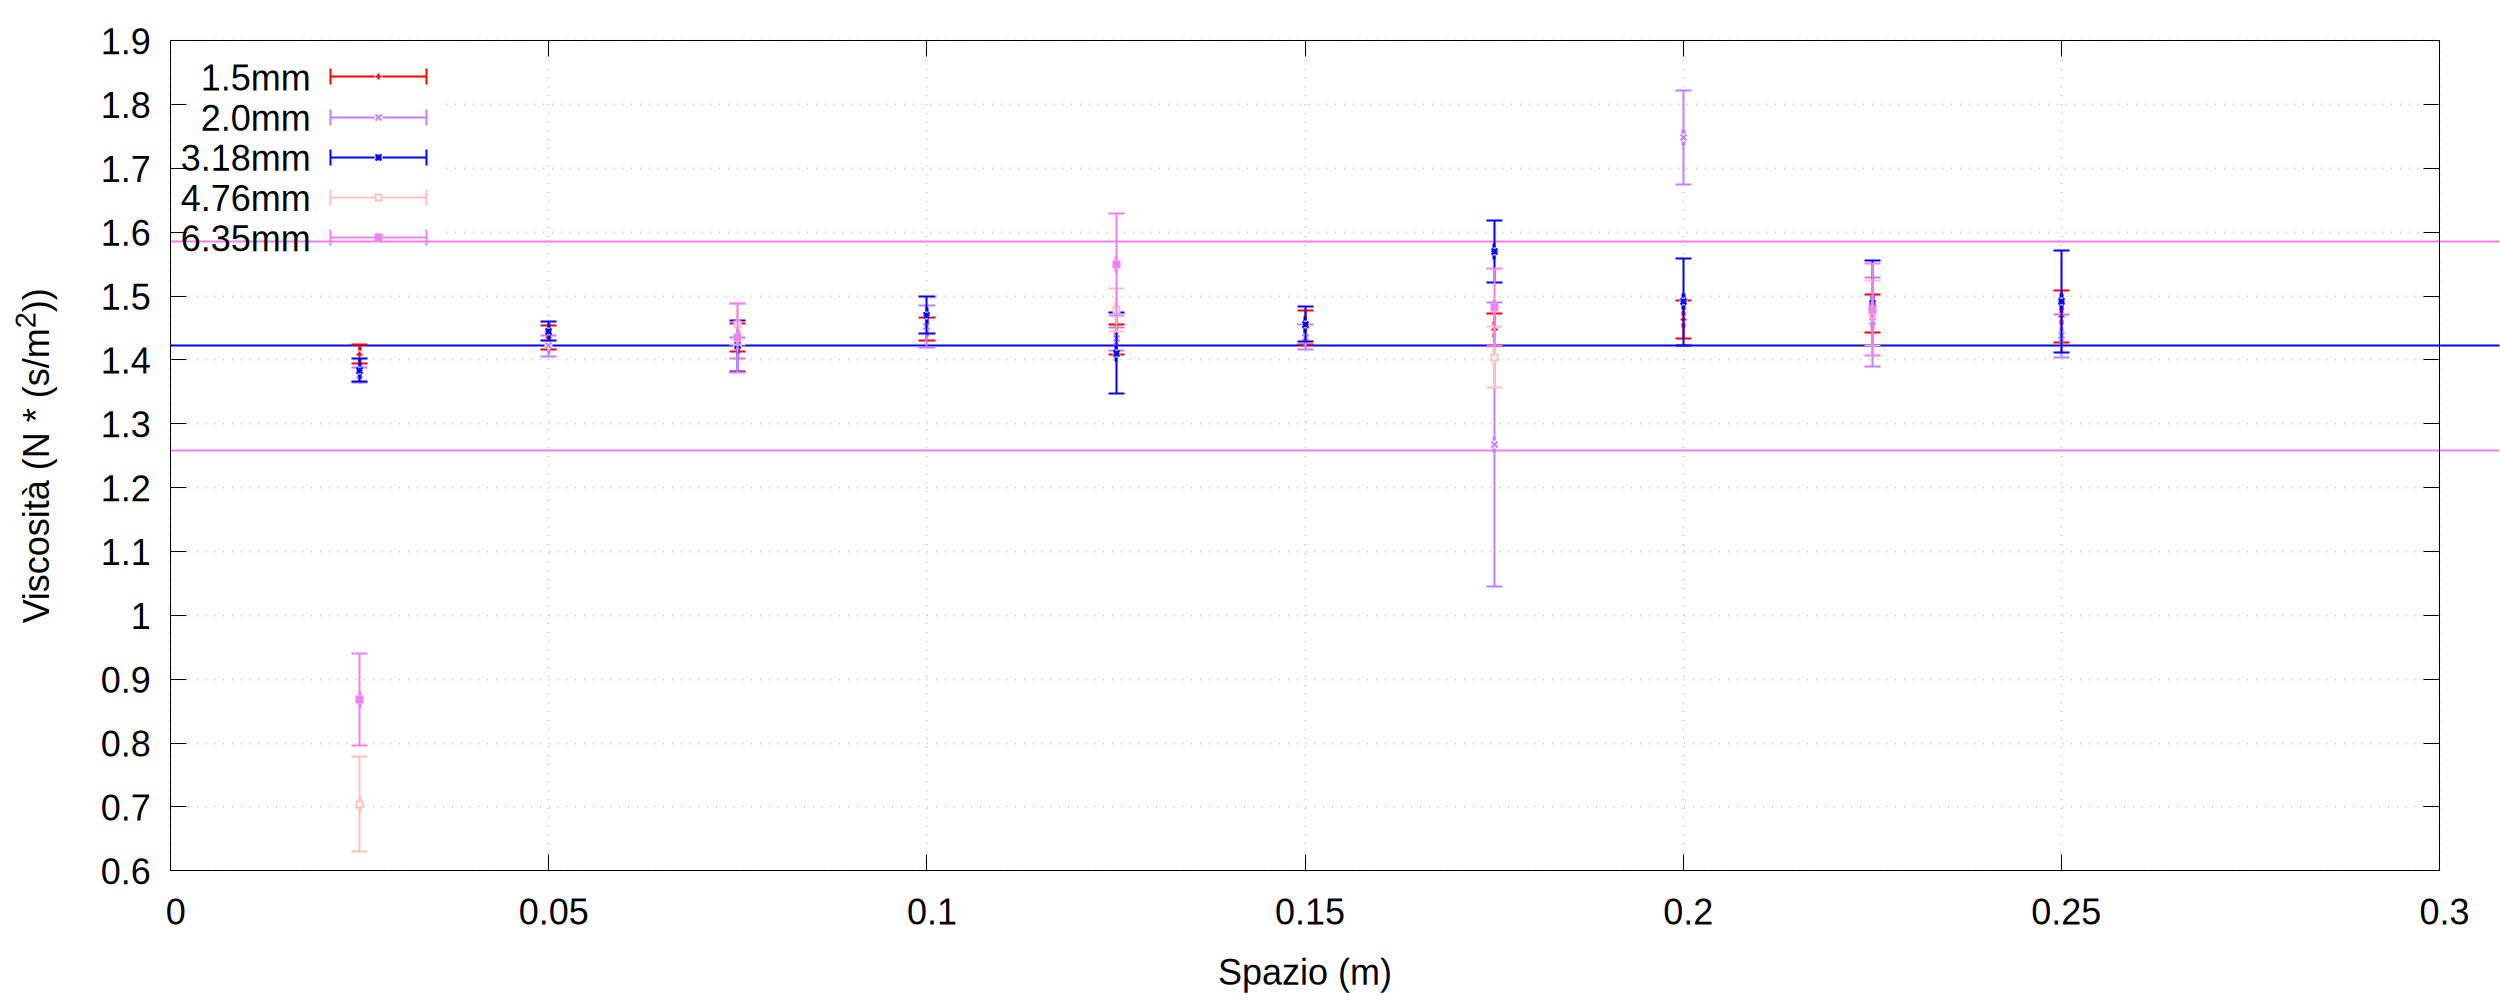 1.9
1.8
1.7
1.6
1.5
1.4
1.3
1.2
1.1
1
0.9
0.8
0.7
0.6
1.5mm
2.0mm
3.18mm
4.76mm
6.35mm
Viscosità (N * (s/m²))
0 0.05 0.1 0.15 0.2 0.25 0.3
Spazio (m)